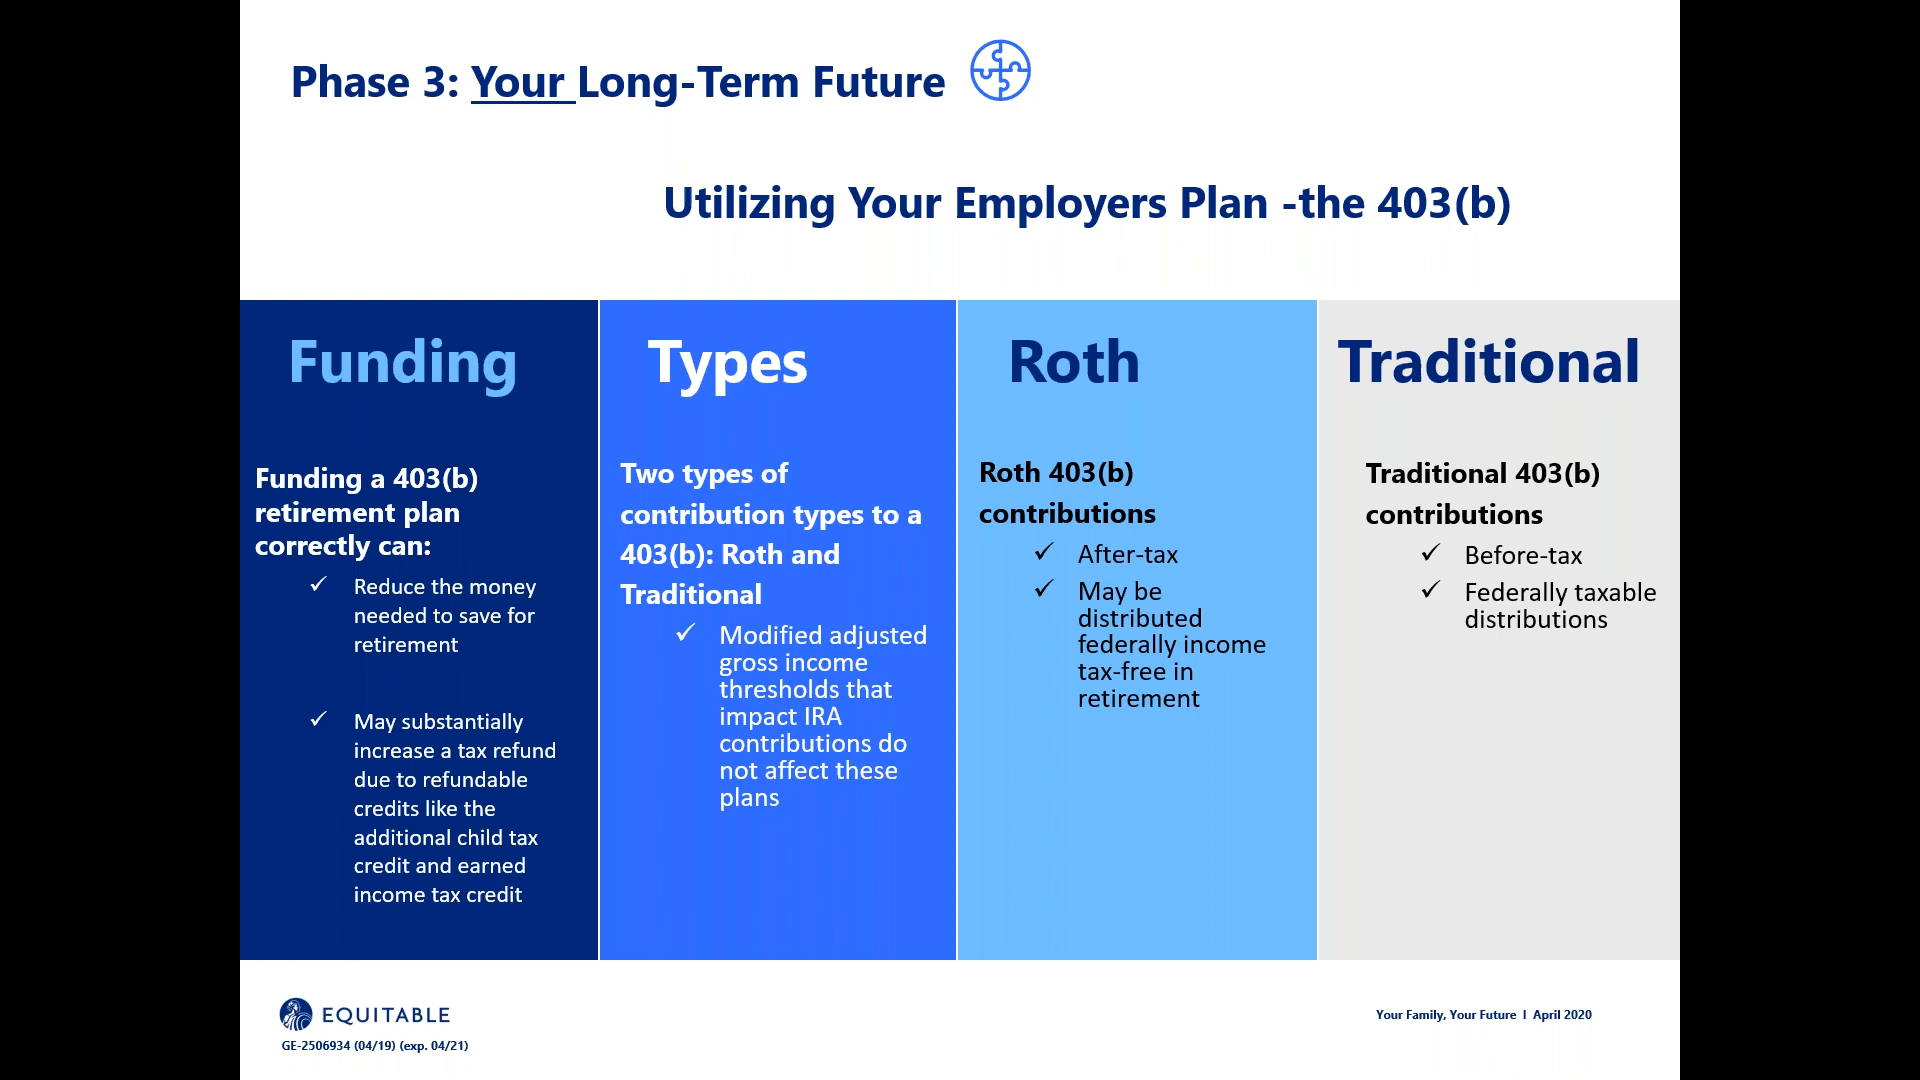 Phase 3: Your Long-Term Future
Utilizing Your Employers Plan -the 403(b)
Funding
Funding a 403(b)
retirement plan
correctly can:
✓ Reduce the money
needed to save for
retirement
✓ May substantially
increase a tax refund
due to refundable
credits like the
additional child tax
credit and earned
income tax credit
Types
Two types of
contribution types to a
403(b): Roth and
Traditional
✓ Modified adjusted
gross income
thresholds that
impact IRA
contributions do
not affect these
plans
Roth
Roth 403(b)
contributions
✓ After-tax
✓ May be
distributed
federally income
tax-free in
retirement
Traditional
Traditional 403(b)
contributions
✓ Before-tax
✓ Federally taxable
distributions
EQUITABLE
GE-2506934 (04/19) (exp. 04/21)
Your Family, Your Future I April 2020